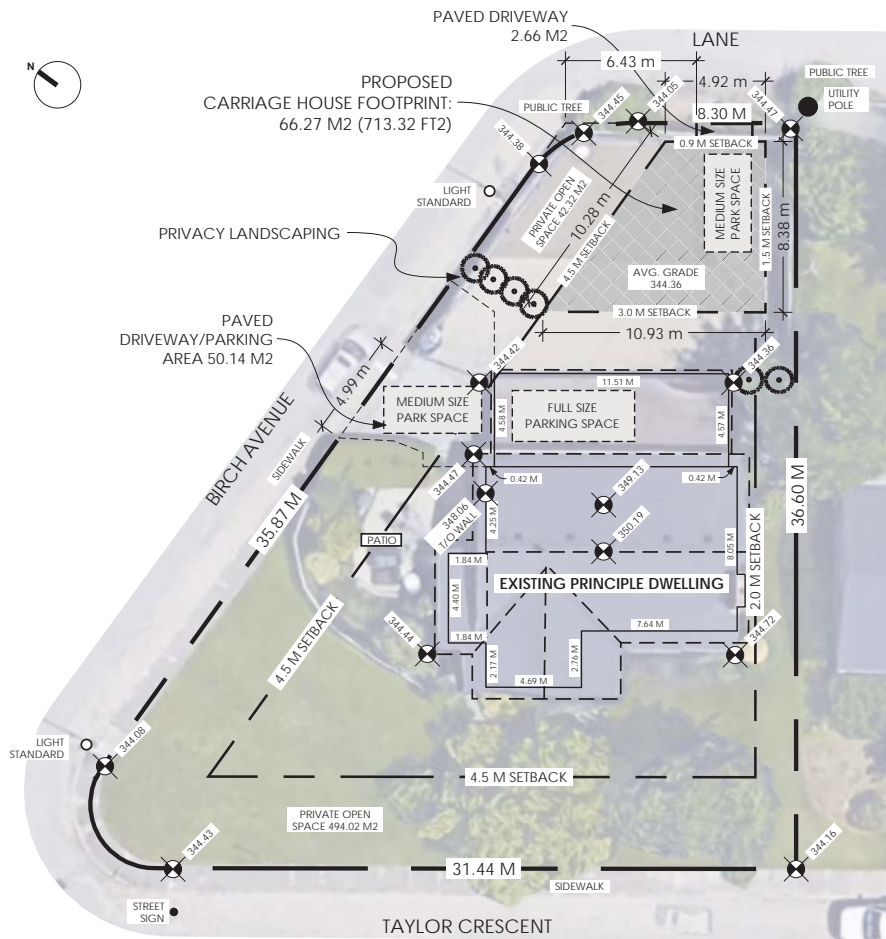 PAVED DRIVEWAY
2.66 M2
LANE
6.43 m
4.92 m
8.30 M
PUBLIC TREE
UTILITY
POLE
N
PROPOSED
CARRIAGE HOUSE FOOTPRINT:
66.27 M2 (713.32 FT2)
PUBLIC TREE
344.45
344.05
344.47
344.38
0.9 M SETBACK
LIGHT
STANDARD
PRIVATE OPEN
SPACE 42.32 M2
10.28 m
4.5 M SETBACK
MEDIUM SIZE
PARK SPACE
1.5 M SETBACK
8.38 m
PRIVACY LANDSCAPING
AVG. GRADE
344.36
3.0 M SETBACK
10.93 m
PAVED
DRIVEWAY/PARKING
AREA 50.14 M2
4.99 m
344.42
344.36
11.51 M
MEDIUM SIZE
PARK SPACE
4.58 M
FULL SIZE
PARKING SPACE
4.57 M
BIRCH AVENUE
SIDEWALK
344.47
0.42 M
0.42 M
35.87 M
348.06
T/O WALL
4.25 M
349.13
36.60 M
PATIO
350.19
8.05 M
1.84 M
EXISTING PRINCIPLE DWELLING
2.0 M SETBACK
4.40 M
4.5 M SETBACK
344.44
1.84 M
7.64 M
344.72
2.17 M
2.76 M
4.69 M
LIGHT
STANDARD
344.08
4.5 M SETBACK
PRIVATE OPEN
SPACE 494.02 M2
344.43
344.16
31.44 M
SIDEWALK
STREET
SIGN
TAYLOR CRESCENT